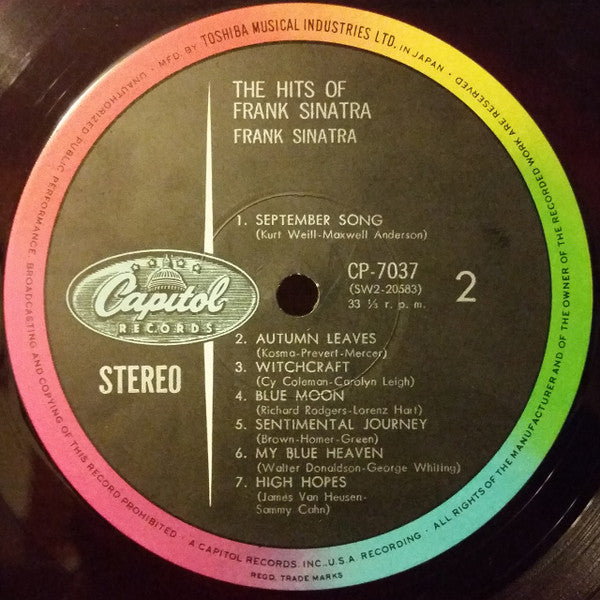 MFD. BY TOSHIBA MUSICAL INDUSTRIES LTD. IN JAPAN • ALL RIGHTS OF THE MANUFACTURER AND OF THE OWNER OF THE RECORDED WORK ARE RESERVED
UNAUTHORIZED PUBLIC PERFORMANCE, BROADCASTING AND COPYING OF THIS RECORD PROHIBITED •
THE HITS OF
FRANK SINATRA
FRANK SINATRA
1. SEPTEMBER SONG
(Kurt Weill-Maxwell Anderson)
Capitol
RECORDS
STEREO
CP-7037
(SW2-20583)
33 ⅓ r. p. m.
2
2. AUTUMN LEAVES
(Kosma-Prevert-Mercer)
3. WITCHCRAFT
(Cy Coleman-Carolyn Leigh)
4. BLUE MOON
(Richard Rodgers-Lorenz Hart)
5. SENTIMENTAL JOURNEY
(Brown-Homer-Green)
6. MY BLUE HEAVEN
(Walter Donaldson-George Whiting)
7. HIGH HOPES
(James Van Heusen-
Sammy Cahn)
• A CAPITOL RECORDS, INC., U.S.A. RECORDING •
REGD. TRADE MARKS